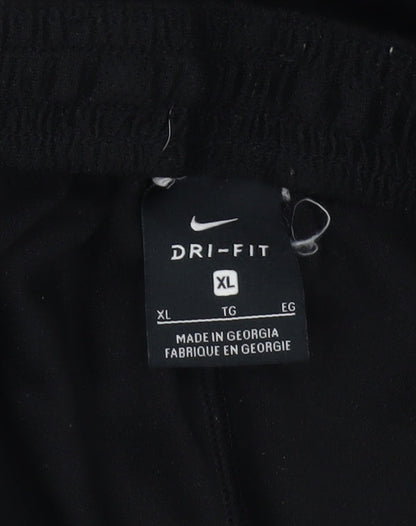 DRI-FIT
XL
XL TG EG
MADE IN GEORGIA
FABRIQUE EN GEORGIE